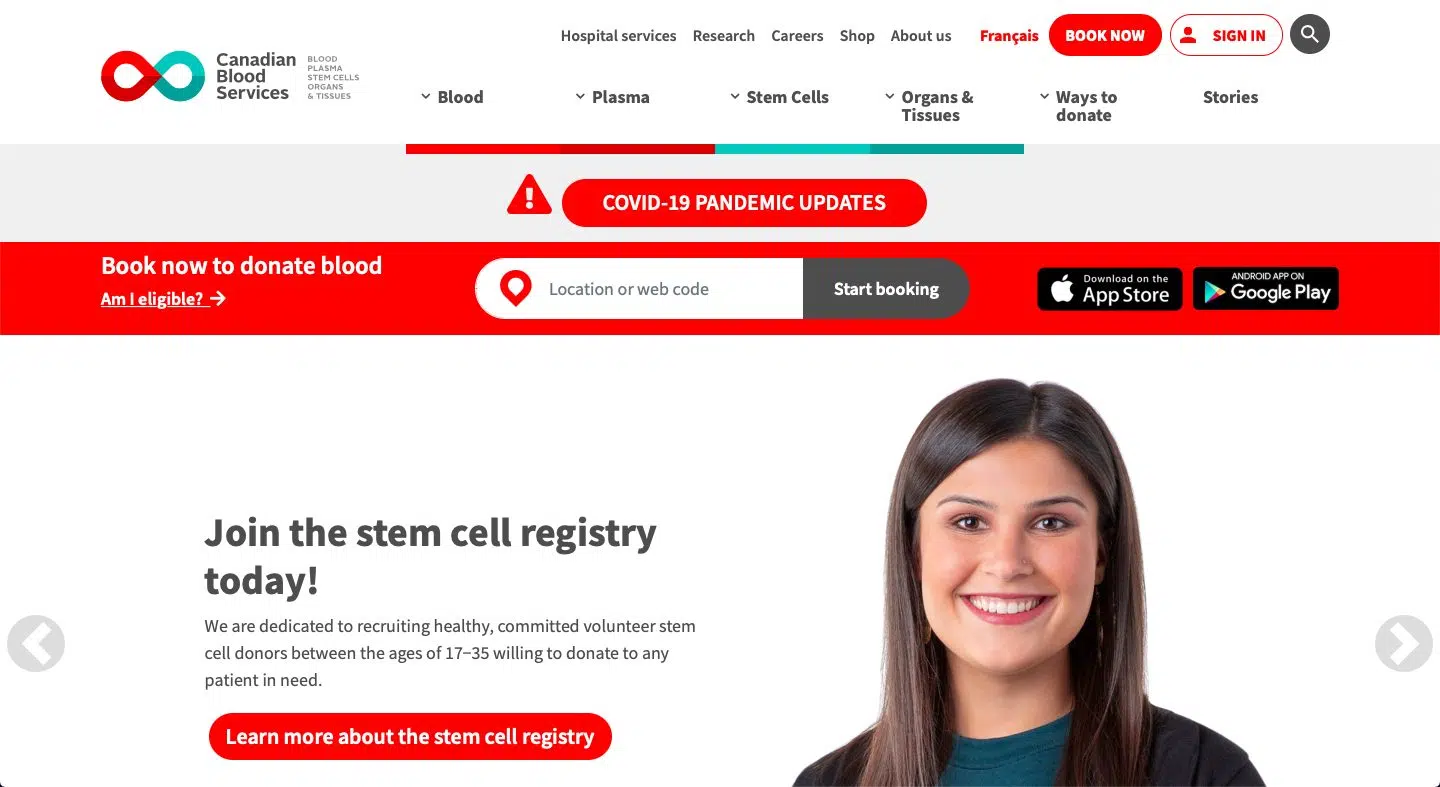 Hospital services Research Careers Shop About us Français BOOK NOW SIGN IN
Canadian
Blood
Services
BLOOD
PLASMA
STEM CELLS
ORGANS
& TISSUES
Blood Plasma Stem Cells Organs & Tissues Ways to donate Stories
COVID-19 PANDEMIC UPDATES
Book now to donate blood
Am I eligible?
Location or web code
Start booking
Download on the
App Store
ANDROID APP ON
Google Play
Join the stem cell registry
today!
We are dedicated to recruiting healthy, committed volunteer stem
cell donors between the ages of 17–35 willing to donate to any
patient in need.
Learn more about the stem cell registry